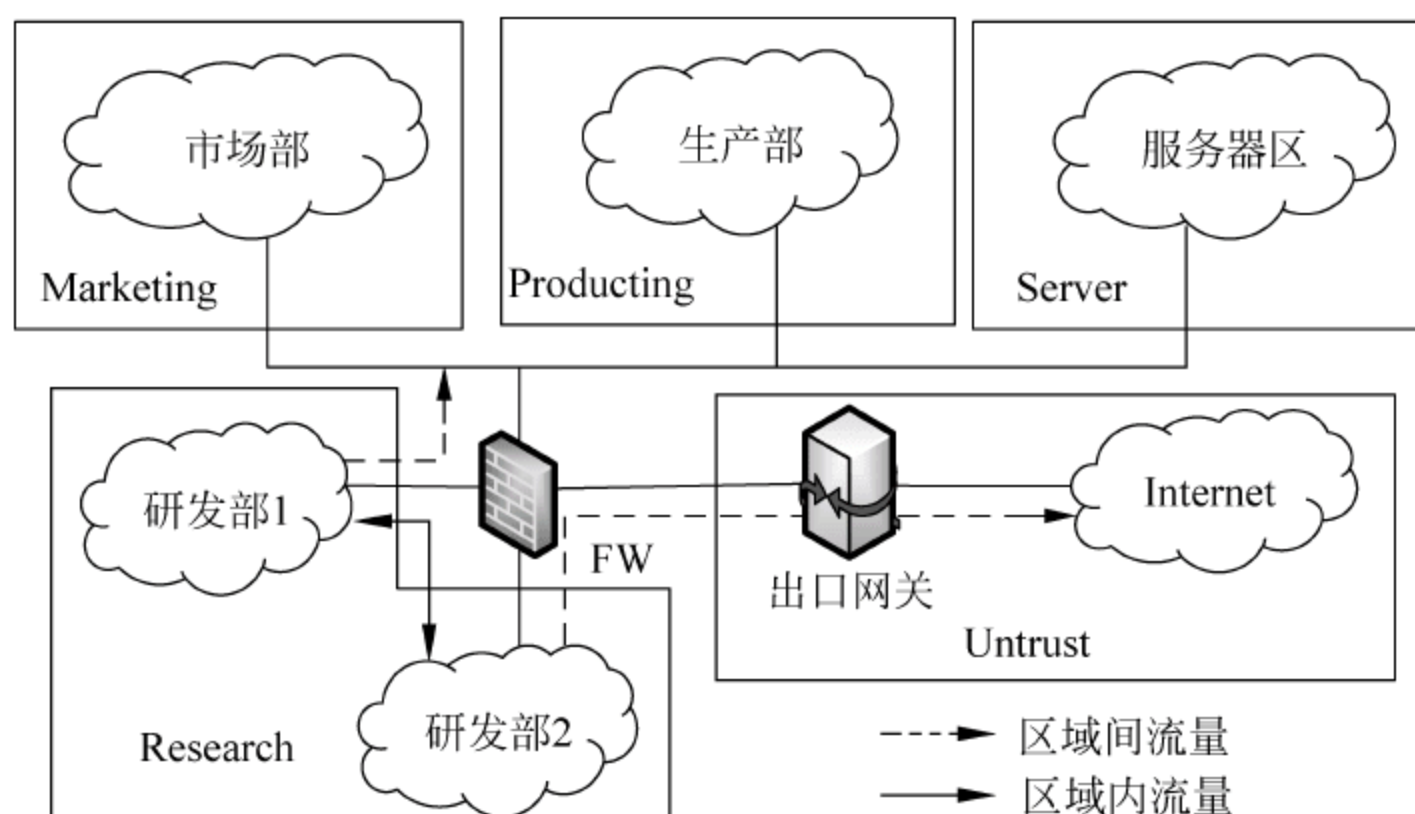 市场部
Marketing
生产部
Producting
服务器区
Server
研发部1
FW
出口网关
Internet
Untrust
研发部2
Research
区域间流量
区域内流量